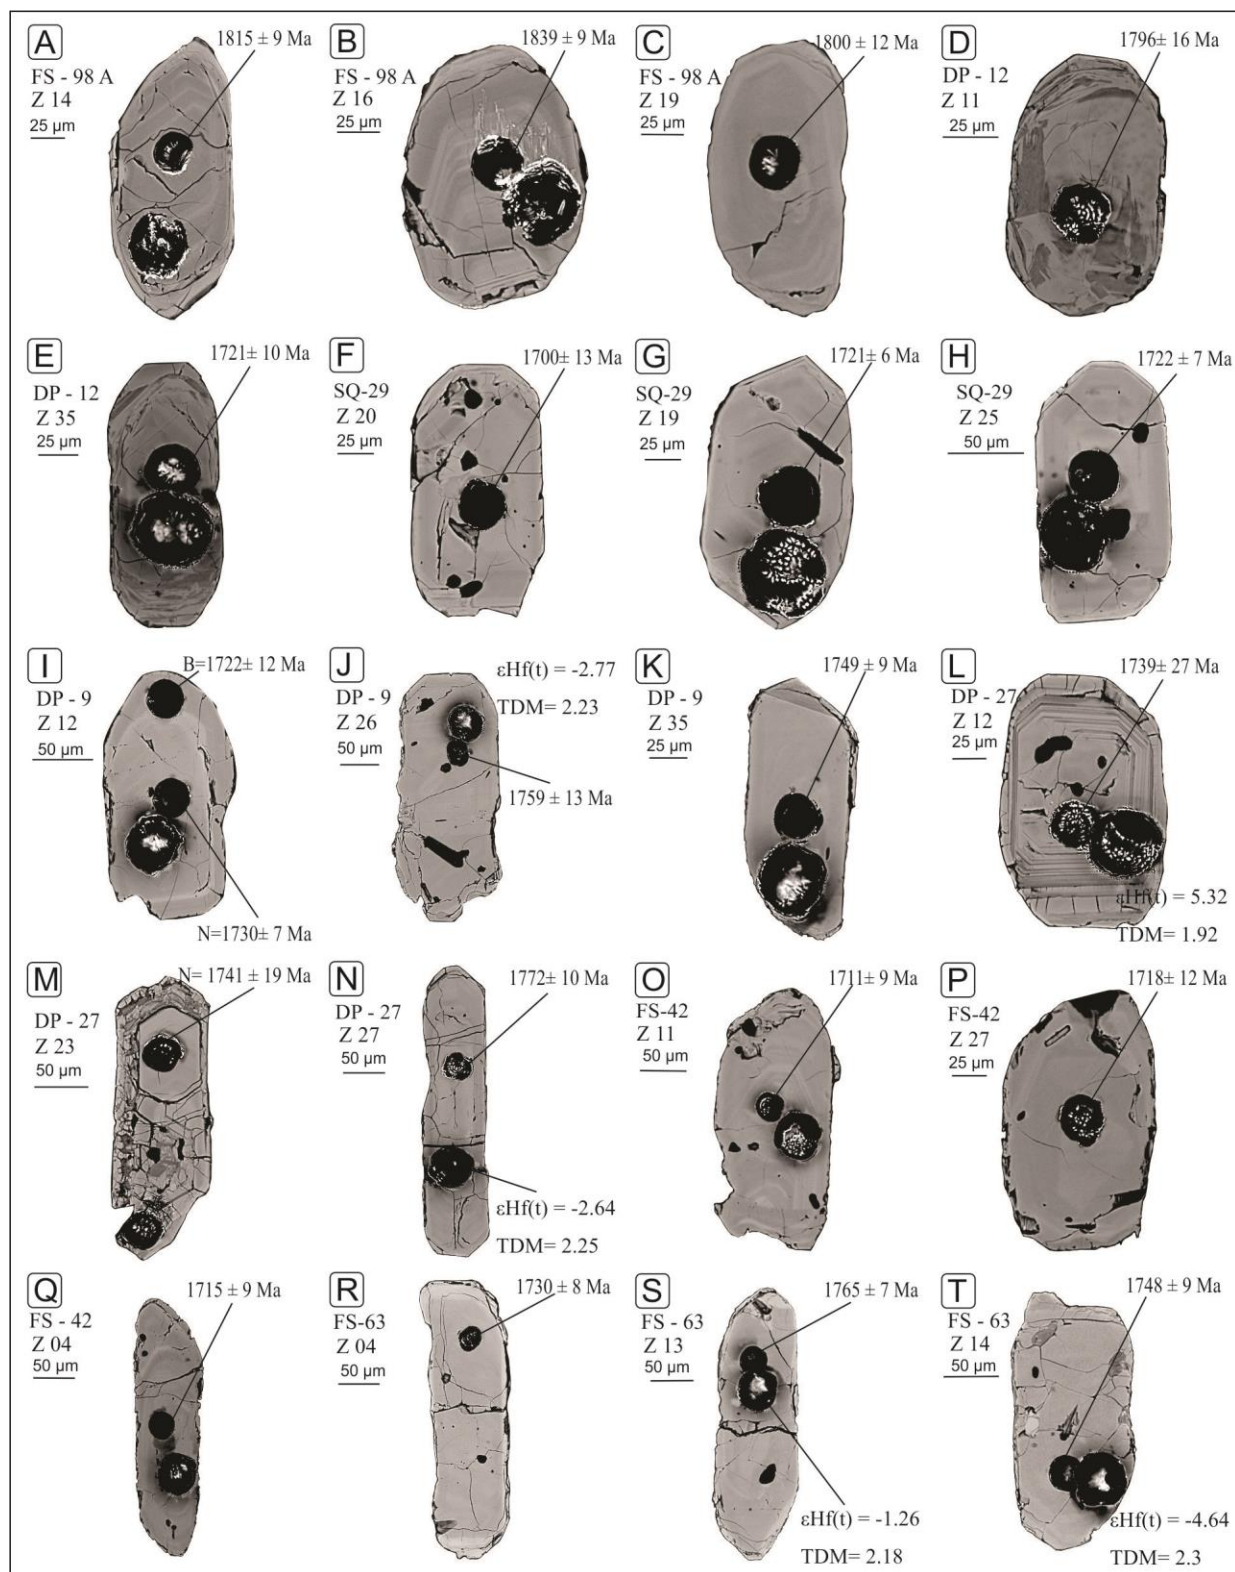 A
FS - 98 A
Z 14
25 µm
1815 ± 9 Ma
B
FS - 98 A
Z 16
25 µm
1839 ± 9 Ma
C
FS - 98 A
Z 19
25 µm
1800 ± 12 Ma
D
DP - 12
Z 11
25 µm
1796± 16 Ma
E
DP - 12
Z 35
25 µm
1721± 10 Ma
F
SQ-29
Z 20
25 µm
1700± 13 Ma
G
SQ-29
Z 19
25 µm
1721± 6 Ma
H
SQ-29
Z 25
50 µm
1722± 7 Ma
I
DP - 9
Z 12
50 µm
B=1722± 12 Ma
N=1730± 7 Ma
J
DP - 9
Z 26
50 µm
εHf(t) = -2.77
TDM= 2.23
1759 ± 13 Ma
K
DP - 9
Z 35
25 µm
1749± 9 Ma
L
DP - 27
Z 12
25 µm
1739± 27 Ma
εHf(t) = 5.32
TDM= 1.92
M
DP - 27
Z 23
50 µm
N= 1741 ± 19 Ma
N
DP - 27
Z 27
50 µm
1772± 10 Ma
εHf(t) = -2.64
TDM= 2.25
O
FS-42
Z 11
50 µm
1711± 9 Ma
P
FS-42
Z 27
25 µm
1718± 12 Ma
Q
FS - 42
Z 04
50 µm
1715 ± 9 Ma
R
FS-63
Z 04
50 µm
1730 ± 8 Ma
S
FS - 63
Z 13
50 µm
1765 ± 7 Ma
εHf(t) = -1.26
TDM= 2.18
T
FS - 63
Z 14
50 µm
1748 ± 9 Ma
εHf(t) = -4.64
TDM= 2.3